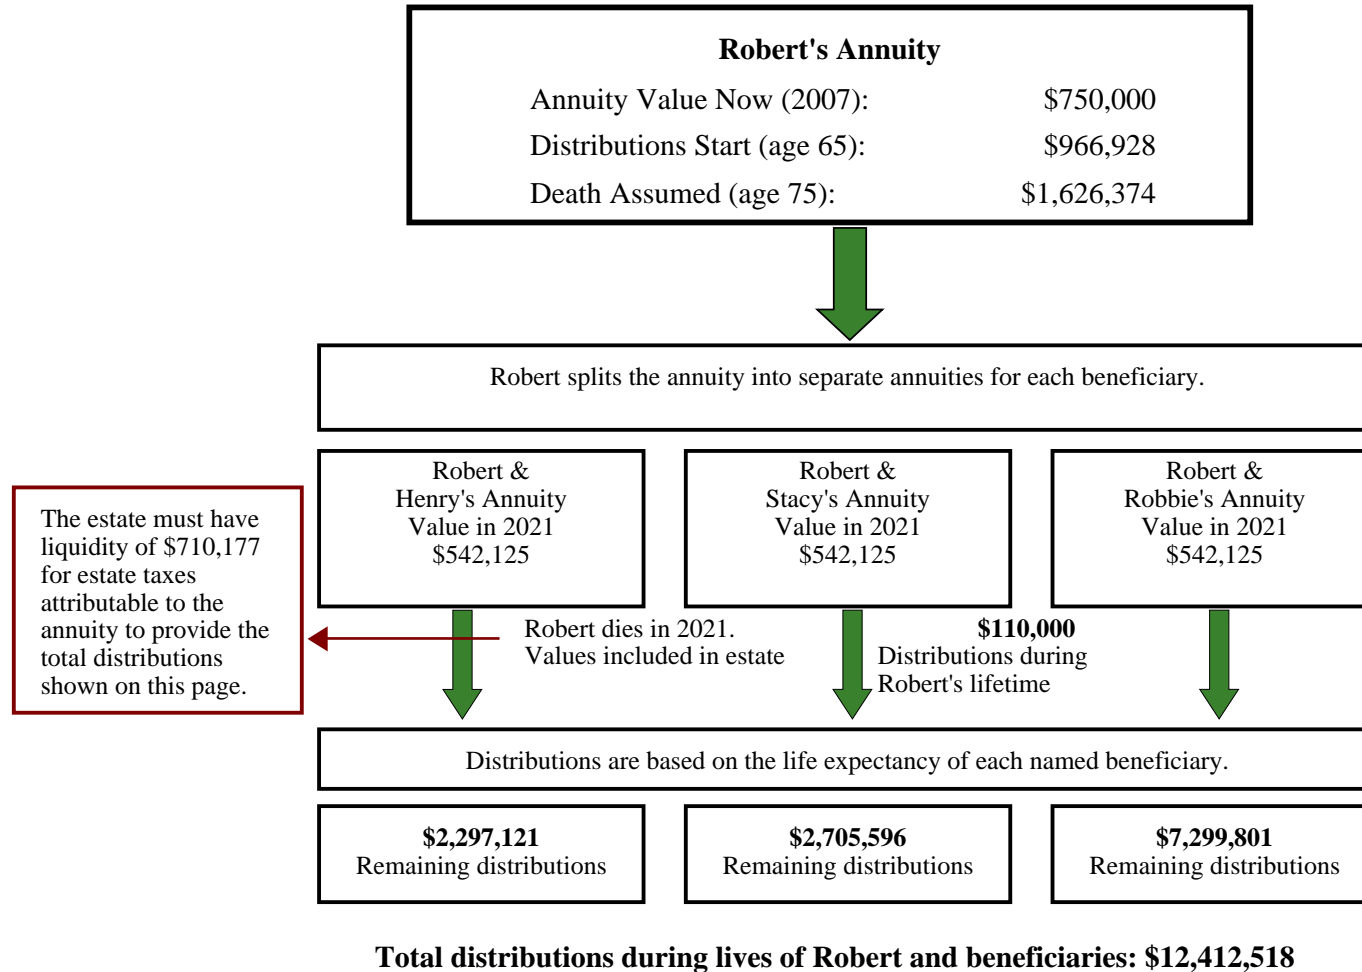 Robert's Annuity
Annuity Value Now (2007): $750,000
Distributions Start (age 65): $966,928
Death Assumed (age 75): $1,626,374
Robert splits the annuity into separate annuities for each beneficiary.
Robert &
Henry's Annuity
Value in 2021
$542,125
Robert &
Stacy's Annuity
Value in 2021
$542,125
Robert &
Robbie's Annuity
Value in 2021
$542,125
The estate must have
liquidity of $710,177
for estate taxes
attributable to the
annuity to provide the
total distributions
shown on this page.
Robert dies in 2021.
Values included in estate
$110,000
Distributions during
Robert's lifetime
Distributions are based on the life expectancy of each named beneficiary.
$2,297,121
Remaining distributions
$2,705,596
Remaining distributions
$7,299,801
Remaining distributions
Total distributions during lives of Robert and beneficiaries: $12,412,518